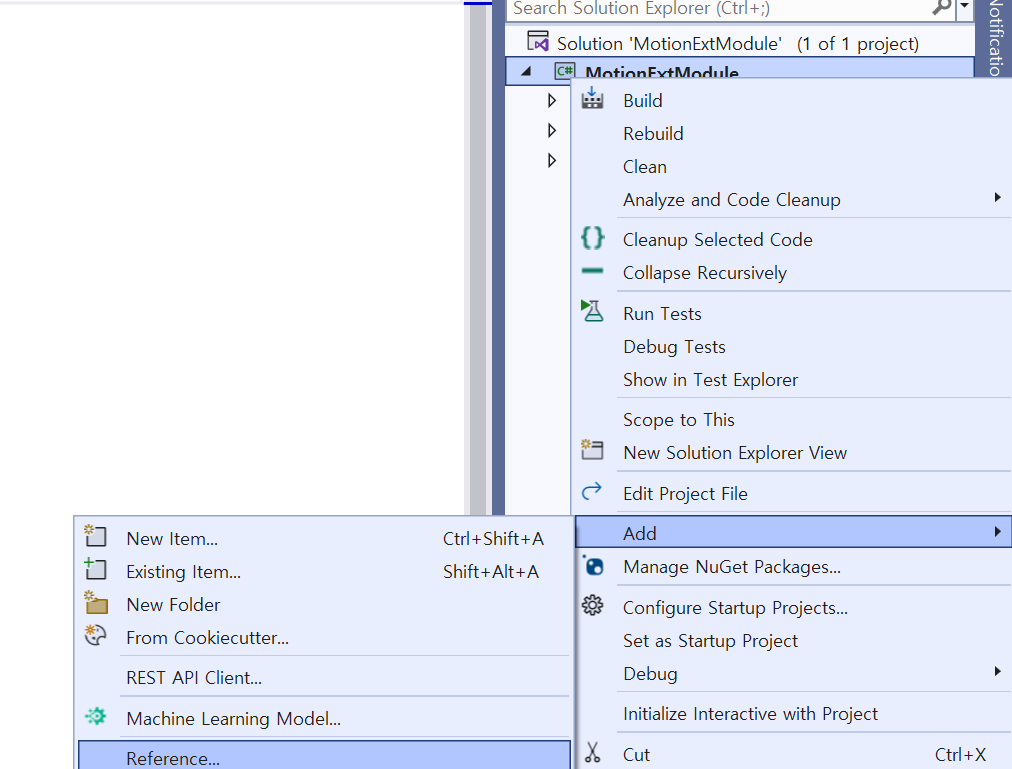 Search Solution Explorer (Ctrl+;)
Notificatio
Solution 'MotionExtModule' (1 of 1 project)
C# MotionExtModule
Build
Rebuild
Clean
Analyze and Code Cleanup
Cleanup Selected Code
Collapse Recursively
Run Tests
Debug Tests
Show in Test Explorer
Scope to This
New Solution Explorer View
Edit Project File
Add
Manage NuGet Packages...
Configure Startup Projects...
Set as Startup Project
Debug
Initialize Interactive with Project
Cut Ctrl+X
New Item... Ctrl+Shift+A
Existing Item... Shift+Alt+A
New Folder
From Cookiecutter...
REST API Client...
Machine Learning Model...
Reference...